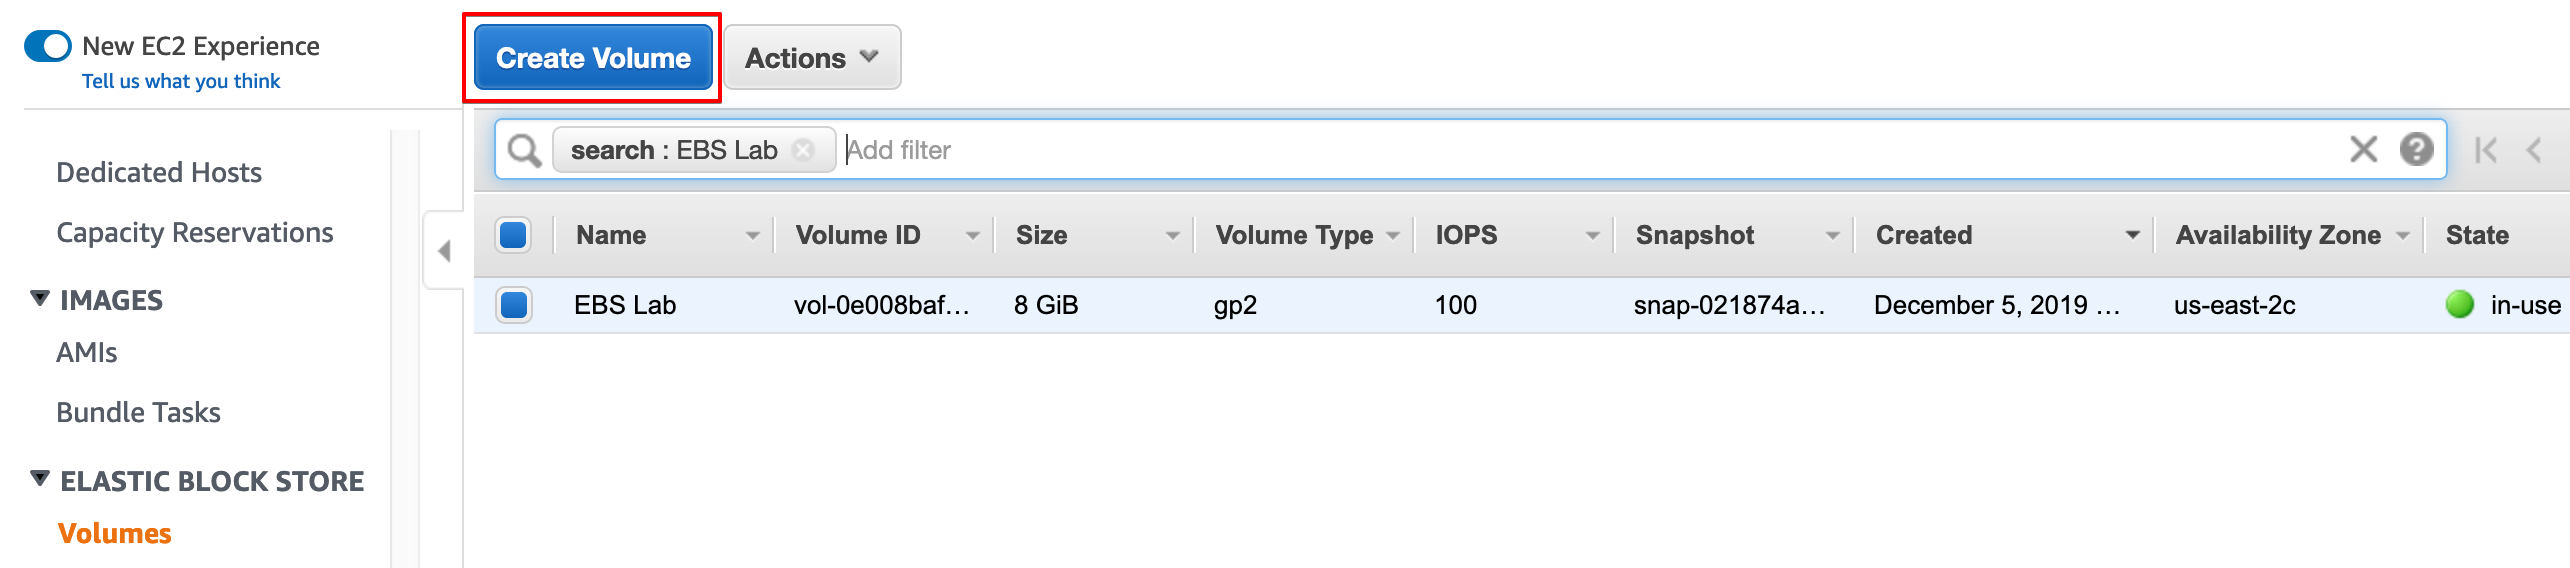 New EC2 Experience
Tell us what you think
Dedicated Hosts
Capacity Reservations
IMAGES
AMIs
Bundle Tasks
ELASTIC BLOCK STORE
Volumes
Create Volume Actions
search : EBS Lab Add filter
Name Volume ID Size Volume Type IOPS Snapshot Created Availability Zone State
EBS Lab vol-0e008baf... 8 GiB gp2 100 snap-021874a... December 5, 2019 ... us-east-2c in-use